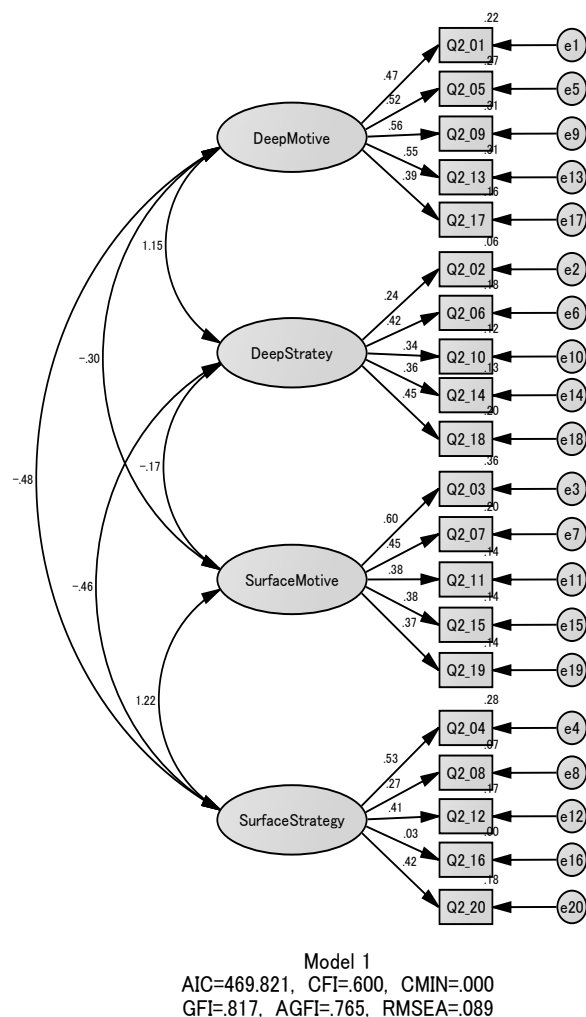 .22
Q2_01
e1
.47
.27
Q2_05
e5
.52
.31
Q2_09
e9
.56
DeepMotive
.31
Q2_13
e13
.55
.16
Q2_17
e17
.39
1.15
.06
Q2_02
e2
.24
.18
Q2_06
e6
.42
.12
Q2_10
e10
.34
DeepStratey
.13
Q2_14
e14
.36
.20
Q2_18
e18
.45
-.30
-.17
-.48
.36
Q2_03
e3
.60
.20
Q2_07
e7
.45
.14
Q2_11
e11
.38
SurfaceMotive
.14
Q2_15
e15
.38
.14
Q2_19
e19
.37
-.46
1.22
.28
Q2_04
e4
.53
.07
Q2_08
e8
.27
.17
Q2_12
e12
.41
SurfaceStrategy
.00
Q2_16
e16
.03
.18
Q2_20
e20
.42
Model 1
AIC=469.821, CFI=.600, CMIN=.000
GFI=.817, AGFI=.765, RMSEA=.089